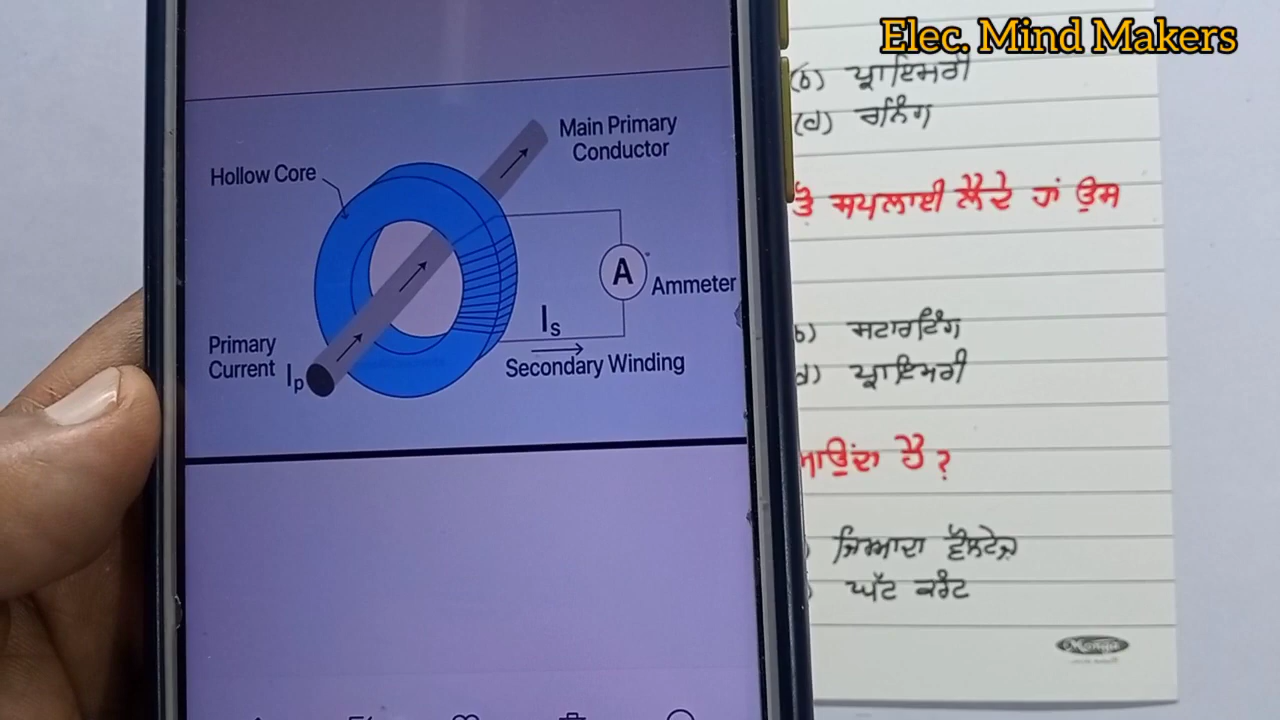 Elec. Mind Makers
Main Primary
Conductor
Hollow Core
A
Ammeter
Primary
Current Ip
Is
Secondary Winding
(b) ਪ੍ਰਾਇਮਰੀ
(d) ਰਨਿੰਗ
ਤੋਂ ਸਪਲਾਈ ਲੈਂਦੇ ਹਾਂ ਉਸ
b) ਸਟਾਰਟਿੰਗ
d) ਪ੍ਰਾਇਮਰੀ
ਆਉਂਦਾ ਹੈ ?
) ਜ਼ਿਆਦਾ ਵੋਲਟੇਜ਼
) ਘੱਟ ਕਰੰਟ